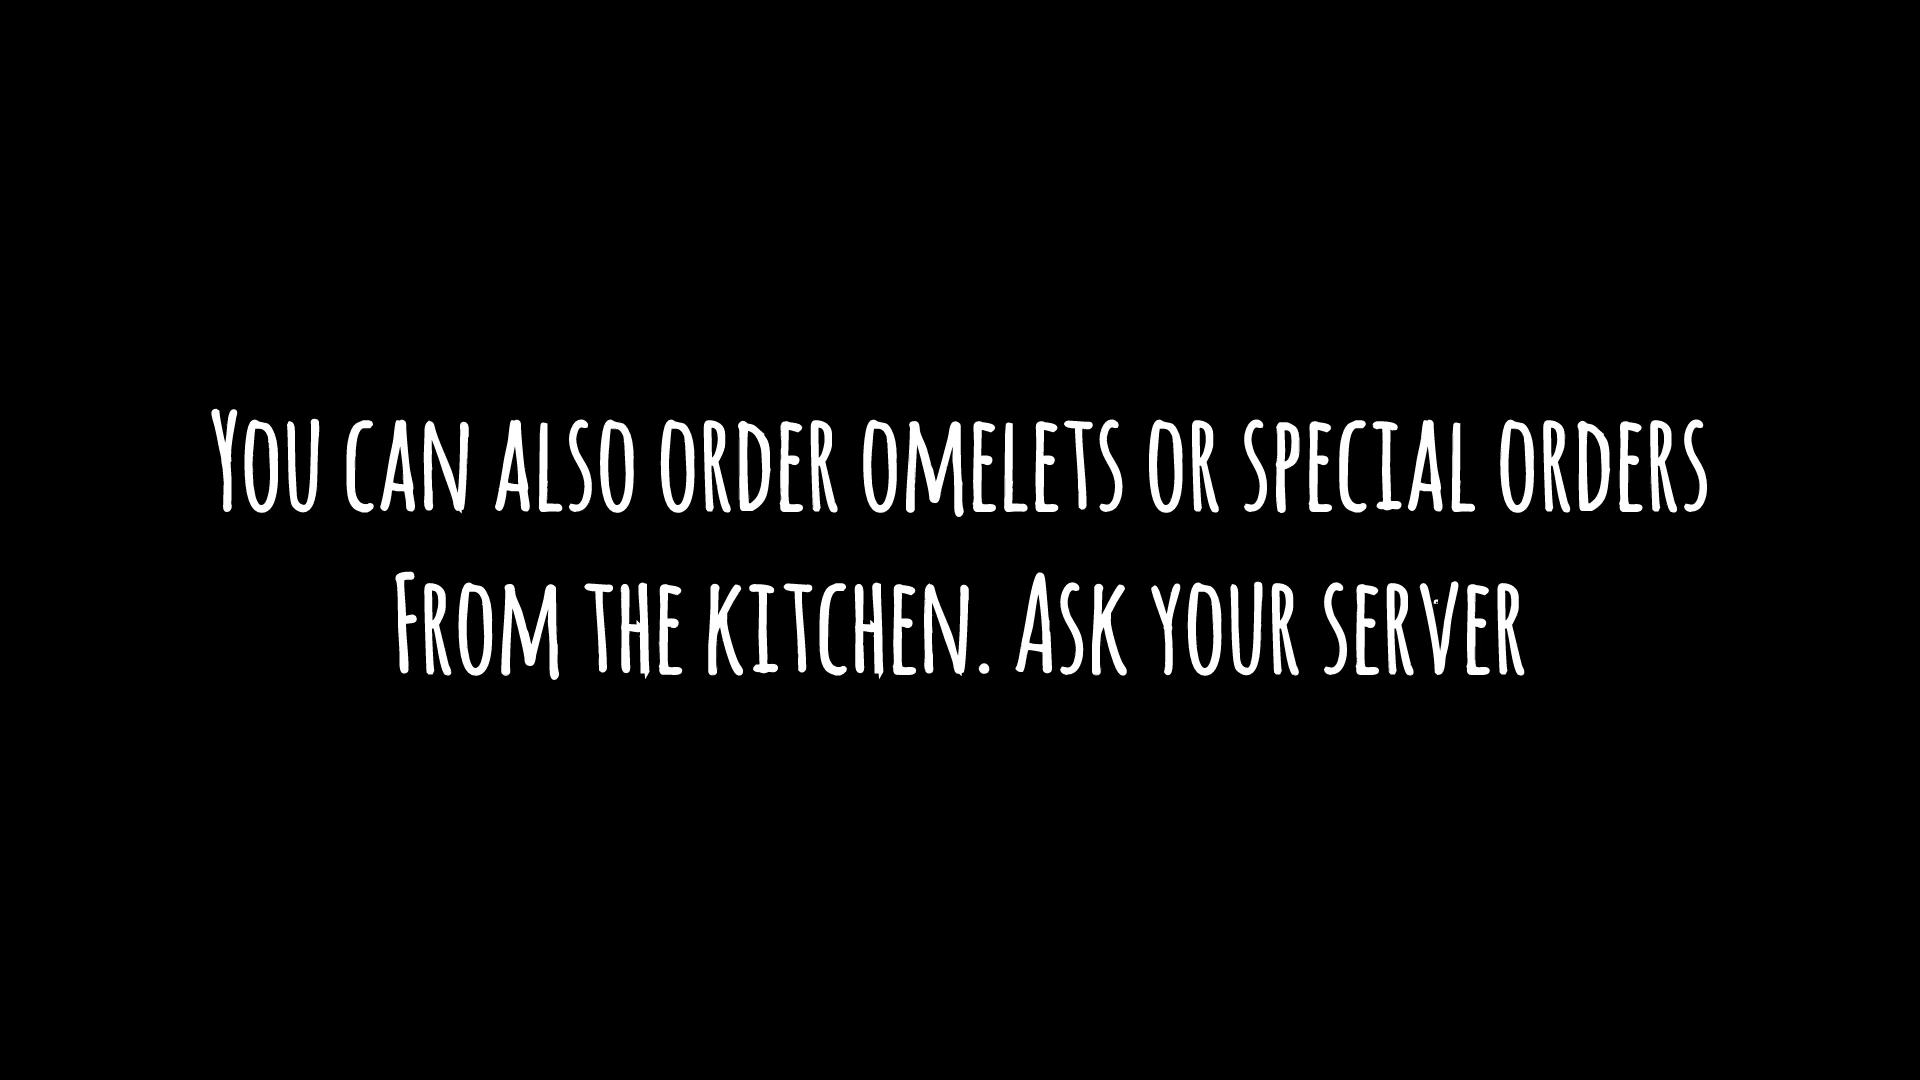 You can also order omelets or special orders
From the kitchen. Ask your server